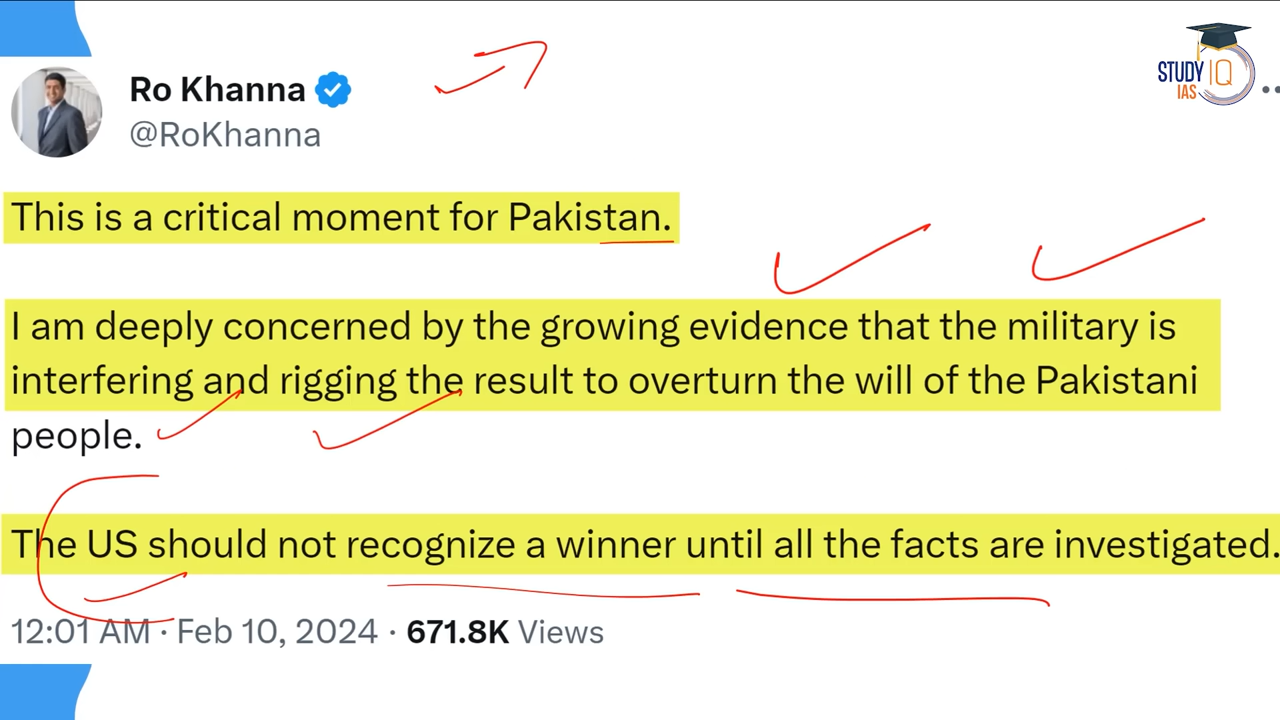 STUDY IQ
IAS
Ro Khanna
@RoKhanna
This is a critical moment for Pakistan.
I am deeply concerned by the growing evidence that the military is
interfering and rigging the result to overturn the will of the Pakistani
people.
The US should not recognize a winner until all the facts are investigated.
12:01 AM · Feb 10, 2024 · 671.8K Views